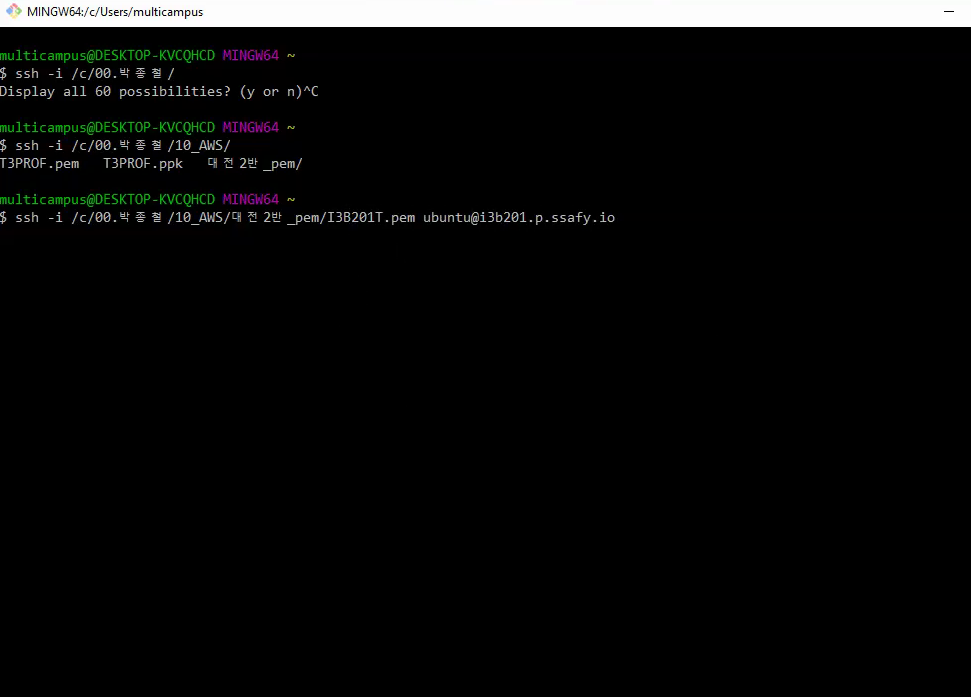 MINGW64:/c/Users/multicampus
multicampus@DESKTOP-KVCQHCD MINGW64 ~
$ ssh -i /c/00.박종철/
Display all 60 possibilities? (y or n)^C
multicampus@DESKTOP-KVCQHCD MINGW64 ~
$ ssh -i /c/00.박종철/10_AWS/
T3PROF.pem   T3PROF.ppk   대전2반_pem/
multicampus@DESKTOP-KVCQHCD MINGW64 ~
$ ssh -i /c/00.박종철/10_AWS/대전2반_pem/I3B201T.pem ubuntu@i3b201.p.ssafy.io